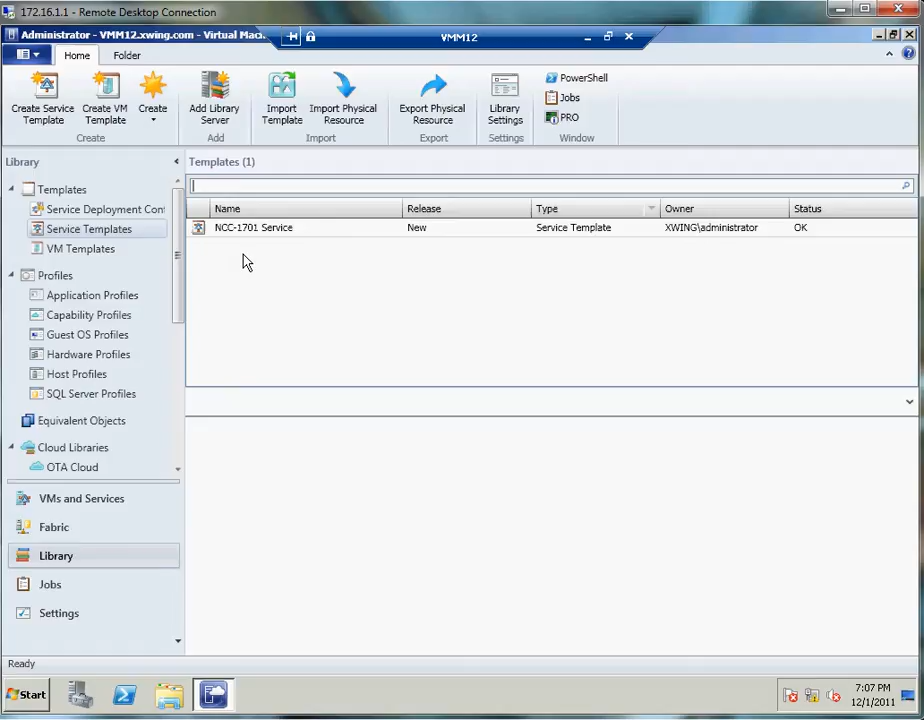 172.16.1.1 - Remote Desktop Connection
Administrator - VMM12.xwing.com - Virtual
VMM12
Home
Folder
Create Service Template
Create VM Template
Create
Create
Add Library Server
Add
Import Template
Import Physical Resource
Import
Export Physical Resource
Export
Library Settings
Settings
PowerShell
Jobs
PRO
Window
Library
Templates
Service Deployment Con
Service Templates
VM Templates
Profiles
Application Profiles
Capability Profiles
Guest OS Profiles
Hardware Profiles
Host Profiles
SQL Server Profiles
Equivalent Objects
Cloud Libraries
OTA Cloud
VMs and Services
Fabric
Library
Jobs
Settings
Templates (1)
Name Release Type Owner Status
NCC-1701 Service New Service Template XWING\administrator OK
Ready
Start
7:07 PM
12/1/2011